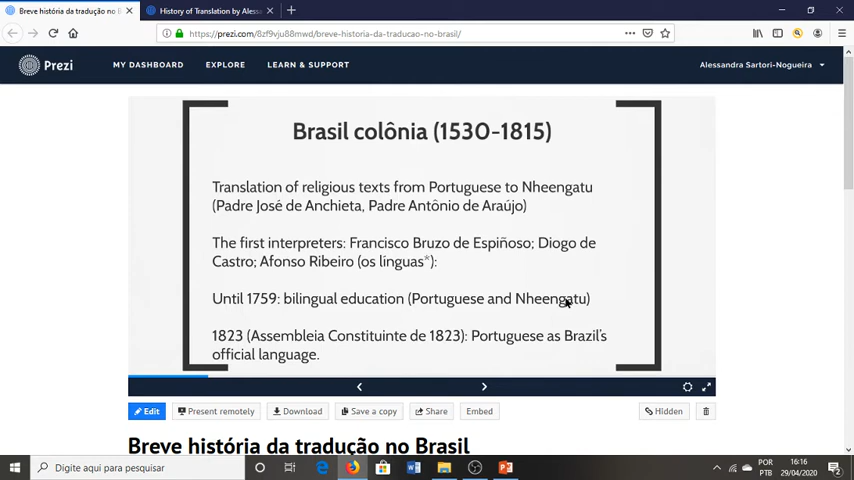 Breve história da tradução no B
History of Translation by Aless
https://prezi.com/8zf9vju88mwd/breve-historia-da-traducao-no-brasil/
Prezi
MY DASHBOARD
EXPLORE
LEARN & SUPPORT
Alessandra Sartori-Nogueira
Brasil colônia (1530-1815)
Translation of religious texts from Portuguese to Nheengatu
(Padre José de Anchieta, Padre Antônio de Araújo)
The first interpreters: Francisco Bruzo de Espiñoso; Diogo de
Castro; Afonso Ribeiro (os línguas*):
Until 1759: bilingual education (Portuguese and Nheengatu)
1823 (Assembleia Constituinte de 1823): Portuguese as Brazil's
official language.
Edit
Present remotely
Download
Save a copy
Share
Embed
Hidden
Breve história da tradução no Brasil
Digite aqui para pesquisar
POR
PTB
16:16
29/04/2020
2